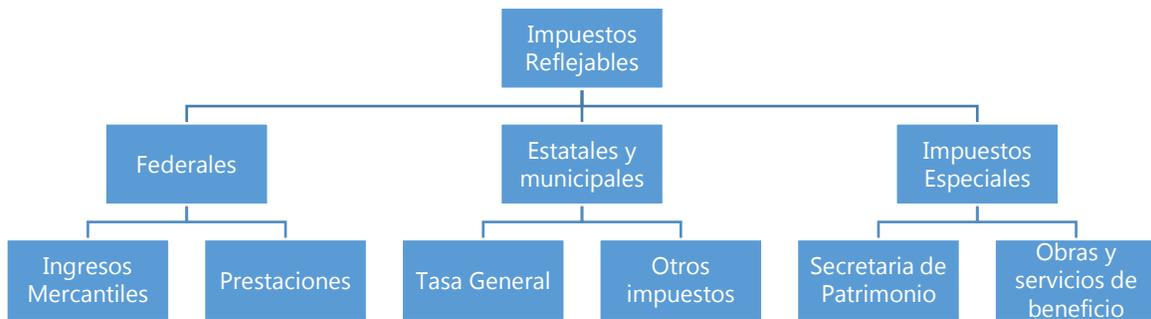 Impuestos
Reflejables
Federales
Estatales y
municipales
Impuestos
Especiales
Ingresos
Mercantiles
Prestaciones
Tasa General
Otros
impuestos
Secretaria de
Patrimonio
Obras y
servicios de
beneficio